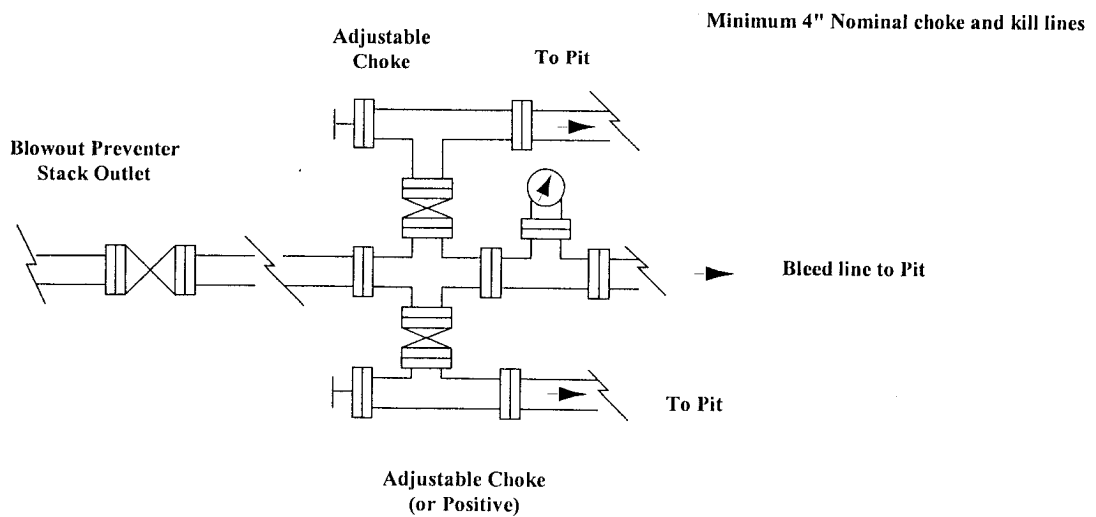 Minimum 4" Nominal choke and kill lines
Adjustable
Choke
To Pit
Blowout Preventer
Stack Outlet
Bleed line to Pit
To Pit
Adjustable Choke
(or Positive)